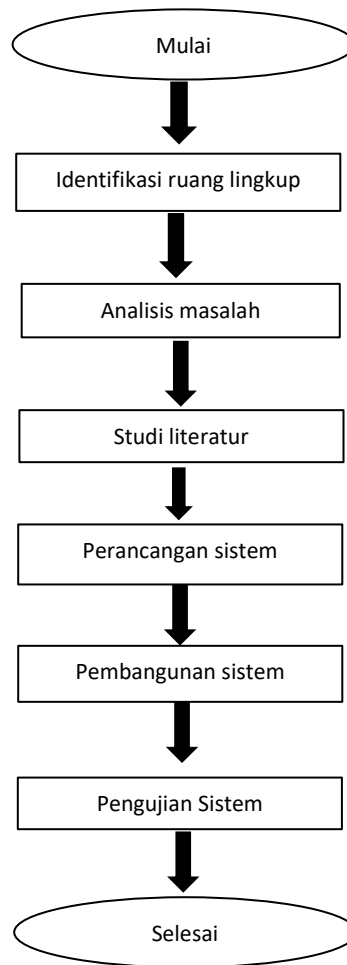 Mulai
Identifikasi ruang lingkup
Analisis masalah
Studi literatur
Perancangan sistem
Pembangunan sistem
Pengujian Sistem
Selesai